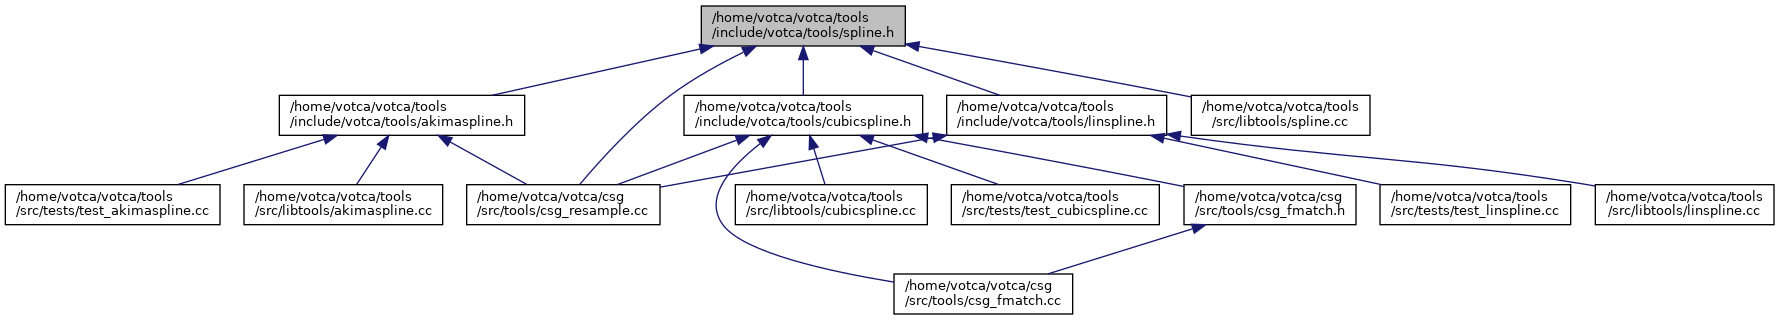 /home/votca/votca/tools
/include/votca/tools/spline.h
/home/votca/votca/tools
/include/votca/tools/akimaspline.h
/home/votca/votca/tools
/include/votca/tools/cubicspline.h
/home/votca/votca/tools
/include/votca/tools/linspline.h
/home/votca/votca/tools
/src/libtools/spline.cc
/home/votca/votca/tools
/src/tests/test_akimaspline.cc
/home/votca/votca/tools
/src/libtools/akimaspline.cc
/home/votca/votca/csg
/src/tools/csg_resample.cc
/home/votca/votca/tools
/src/libtools/cubicspline.cc
/home/votca/votca/tools
/src/tests/test_cubicspline.cc
/home/votca/votca/csg
/src/tools/csg_fmatch.h
/home/votca/votca/tools
/src/tests/test_linspline.cc
/home/votca/votca/tools
/src/libtools/linspline.cc
/home/votca/votca/csg
/src/tools/csg_fmatch.cc